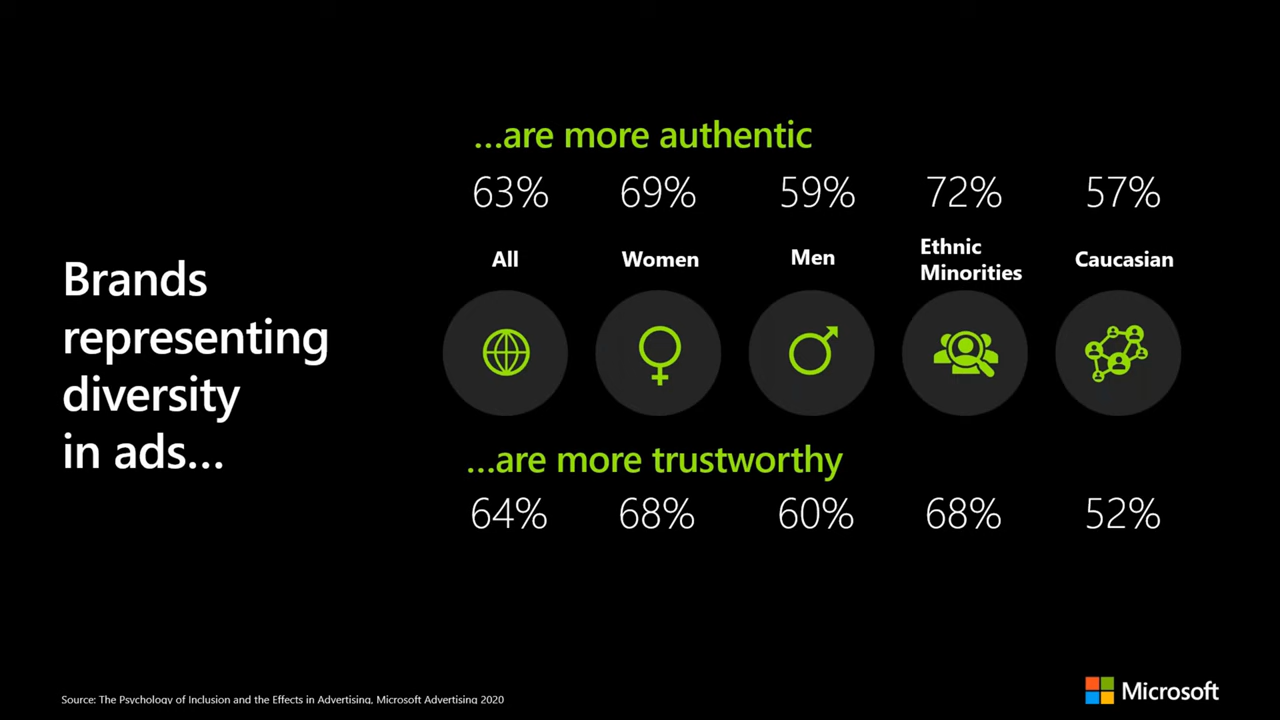 …are more authentic
63% 69% 59% 72% 57%
All Women Men Ethnic Minorities Caucasian
Brands
representing
diversity
in ads…
…are more trustworthy
64% 68% 60% 68% 52%
Source: The Psychology of Inclusion and the Effects in Advertising, Microsoft Advertising 2020
Microsoft